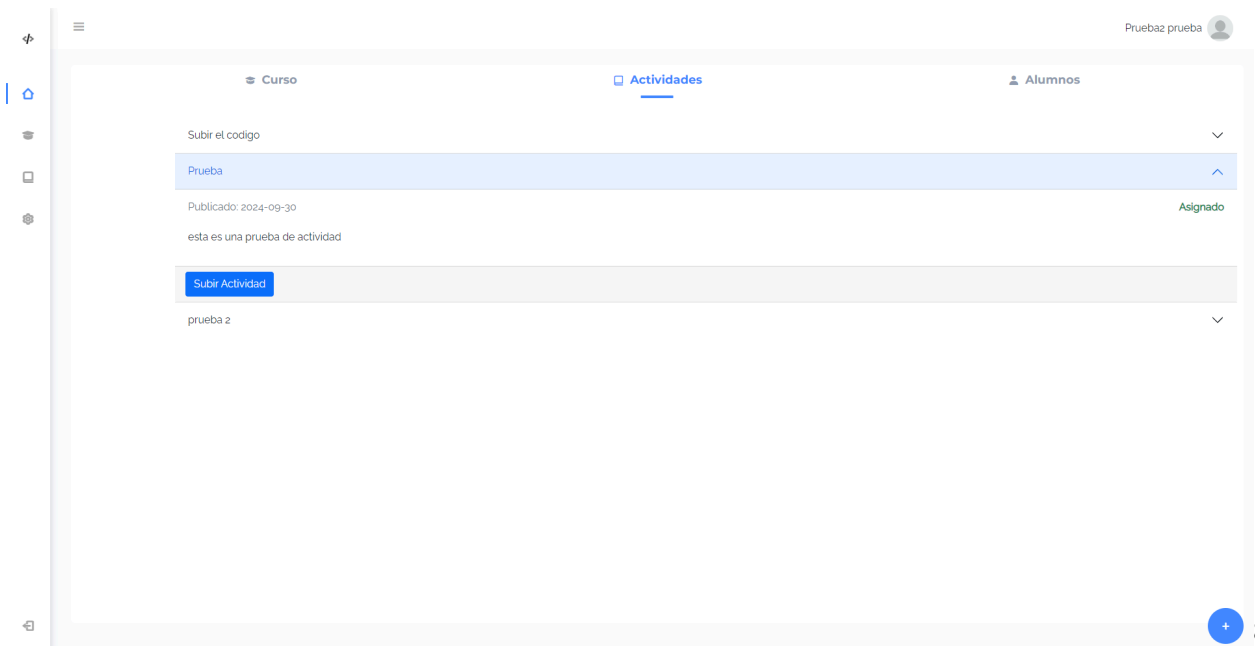 Prueba2 prueba
Curso
Actividades
Alumnos
Subir el codigo
Prueba
Publicado: 2024-09-30
Asignado
esta es una prueba de actividad
Subir Actividad
prueba 2
+